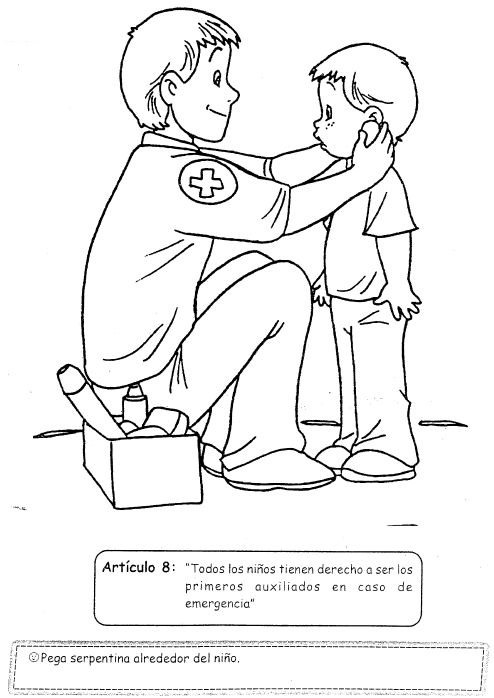 Artículo 8: "Todos los niños tienen derecho a ser los
primeros auxiliados en caso de
emergencia"
☺Pega serpentina alrededor del niño.